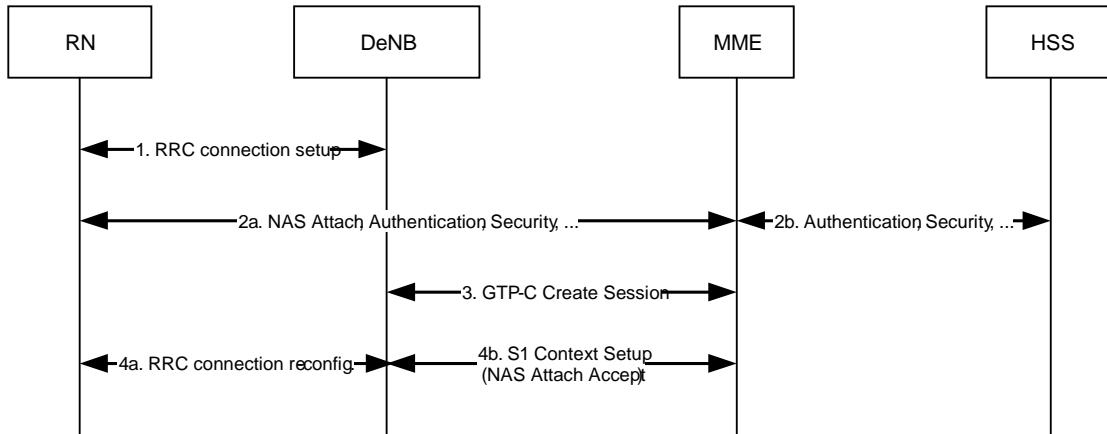 RN
DeNB
MME
HSS
1. RRC connection setup
2a. NAS Attach, Authentication, Security, ...
2b. Authentication, Security, ...
3. GTP-C Create Session
4a. RRC connection reconfig.
4b. S1 Context Setup
(NAS Attach Accept)